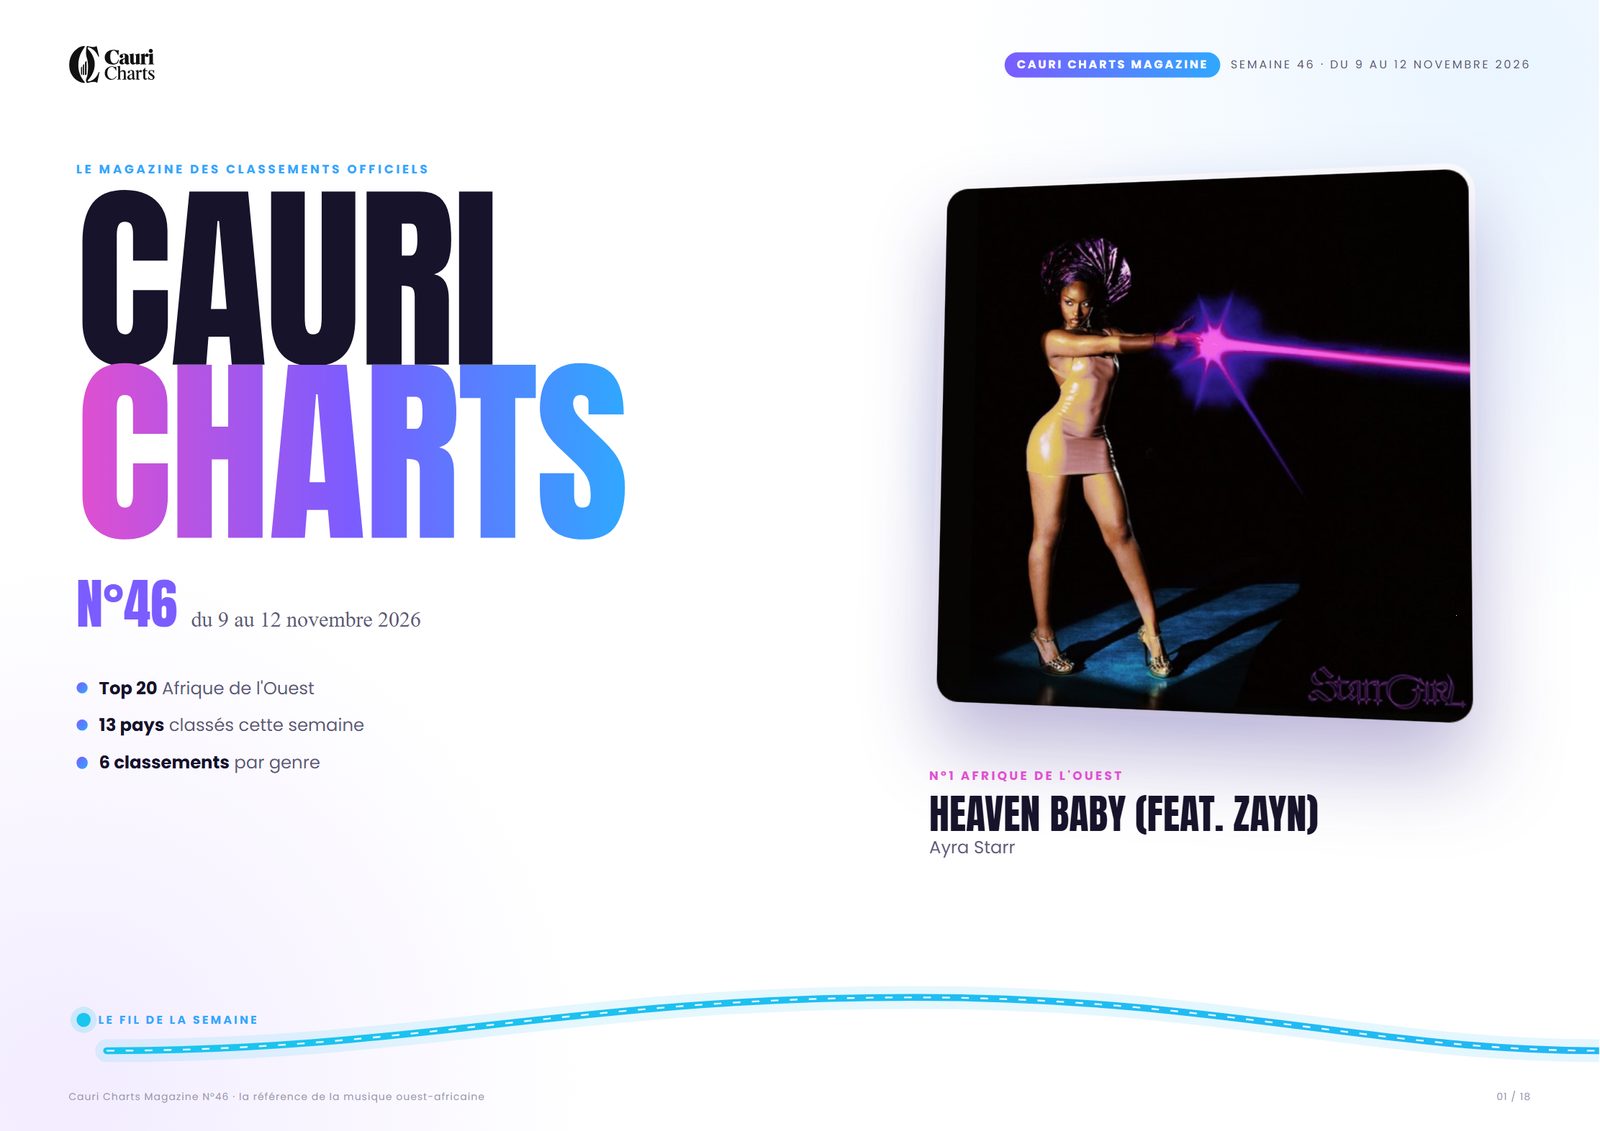 Cauri
Charts
CAURI CHARTS MAGAZINE SEMAINE 46 · DU 9 AU 12 NOVEMBRE 2026
LE MAGAZINE DES CLASSEMENTS OFFICIELS
CAURI
CHARTS
N°46 du 9 au 12 novembre 2026
Top 20 Afrique de l'Ouest
13 pays classés cette semaine
6 classements par genre
StarrGirl
N°1 AFRIQUE DE L'OUEST
HEAVEN BABY (FEAT. ZAYN)
Ayra Starr
LE FIL DE LA SEMAINE
Cauri Charts Magazine N°46 · la référence de la musique ouest-africaine
01 / 18